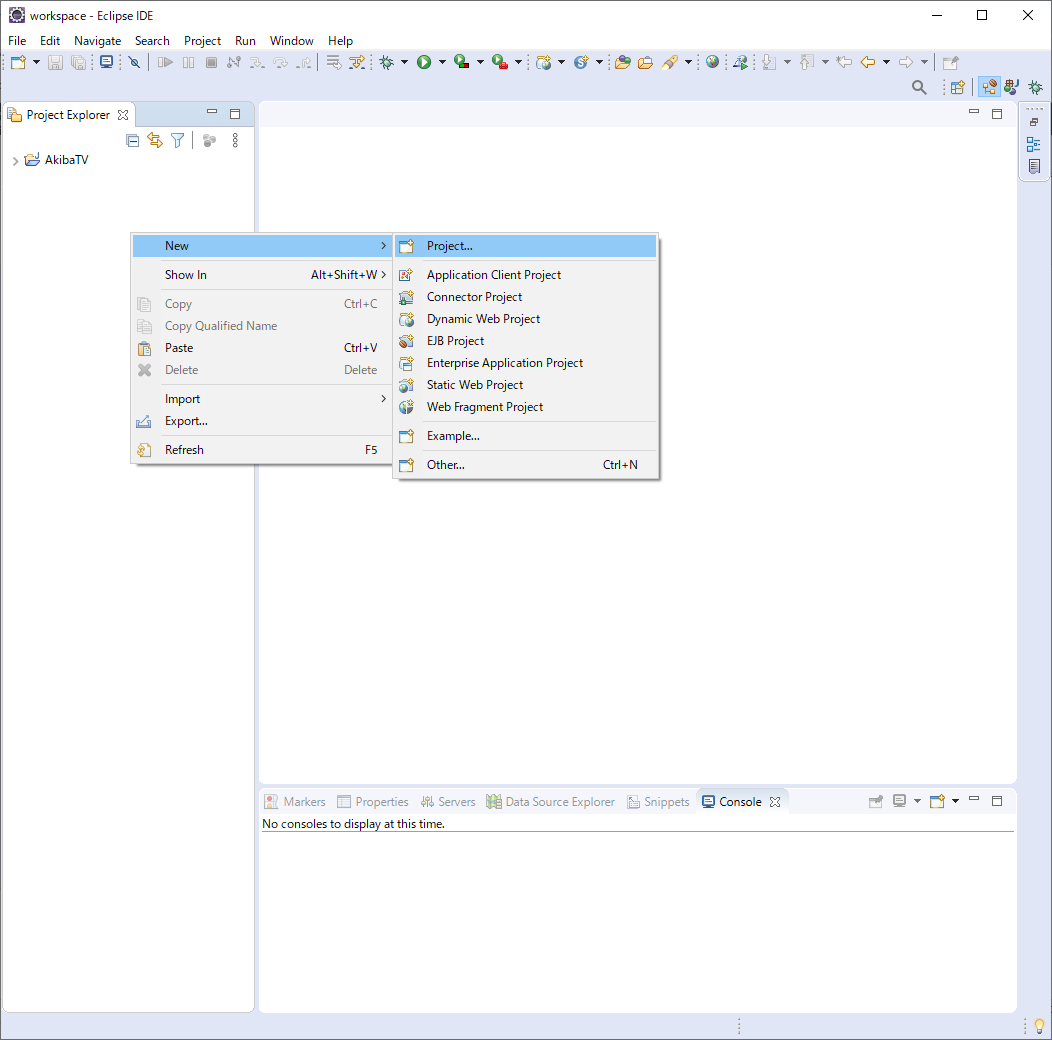 workspace - Eclipse IDE
File Edit Navigate Search Project Run Window Help
Project Explorer
AkibaTV
New
Show In Alt+Shift+W
Copy Ctrl+C
Copy Qualified Name
Paste Ctrl+V
Delete Delete
Import
Export...
Refresh F5
Project...
Application Client Project
Connector Project
Dynamic Web Project
EJB Project
Enterprise Application Project
Static Web Project
Web Fragment Project
Example...
Other... Ctrl+N
Markers Properties Servers Data Source Explorer Snippets Console
No consoles to display at this time.